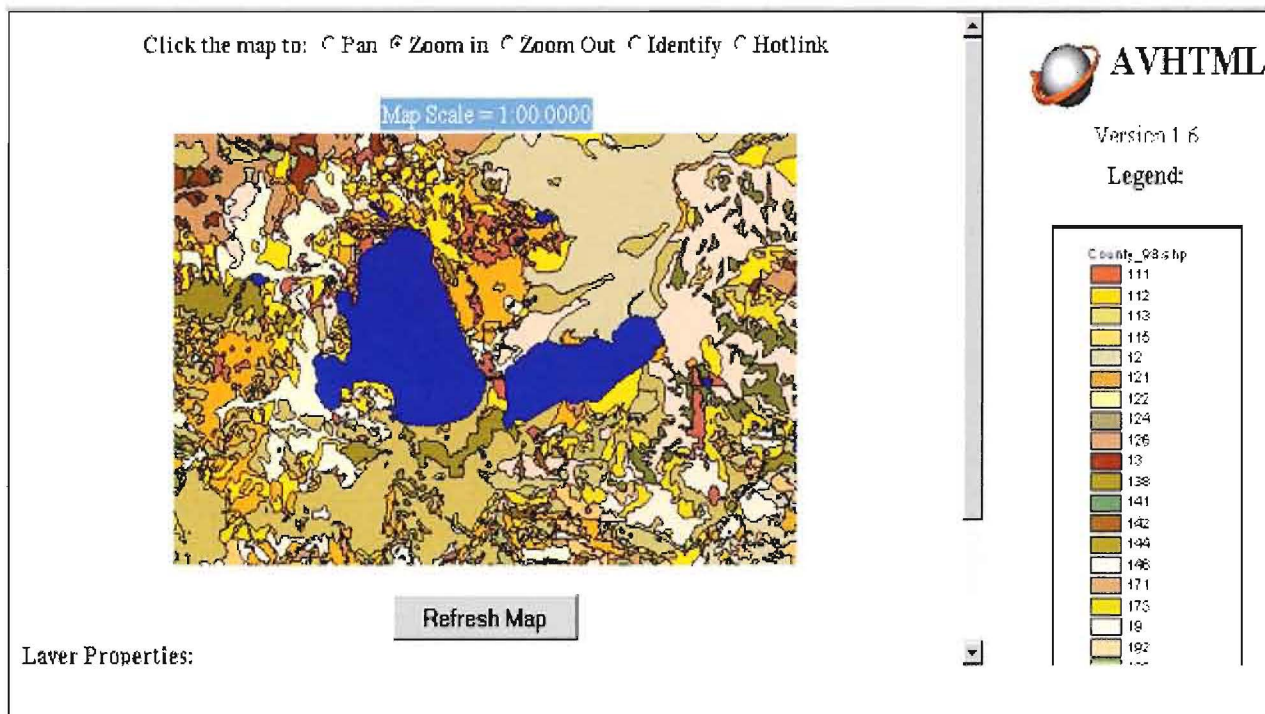 Click the map to: Pan Zoom in Zoom Out Identify Hotlink
Map Scale = 1:00.0000
Refresh Map
Layer Properties:
AVHTML
Version 1.6
Legend:
County_98.shp
111
112
113
115
12
121
122
124
126
13
138
141
142
144
146
171
173
19
192